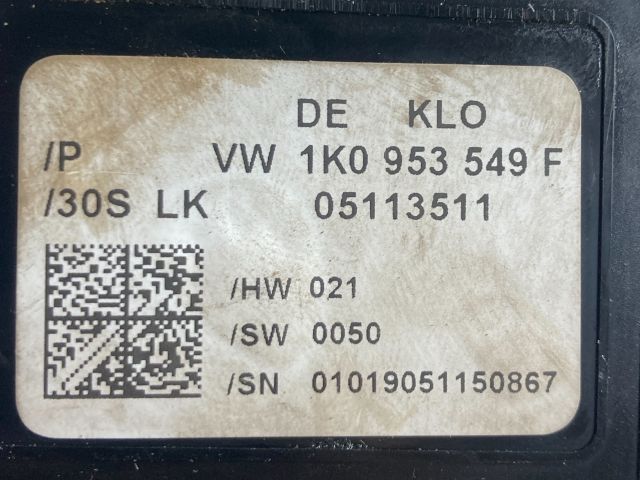 DE KLO
/P VW 1K0 953 549 F
/30S LK 05113511
/HW 021
/SW 0050
/SN 01019051150867